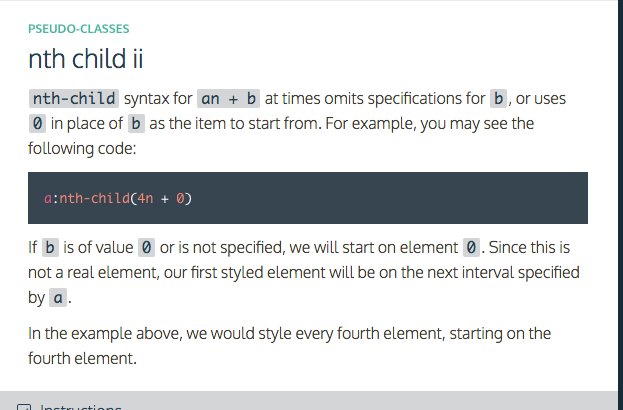 PSEUDO-CLASSES
nth child ii
nth-child syntax for an + b at times omits specifications for b, or uses
0 in place of b as the item to start from. For example, you may see the
following code:
a:nth-child(4n + 0)
If b is of value 0 or is not specified, we will start on element 0. Since this is
not a real element, our first styled element will be on the next interval specified
by a.
In the example above, we would style every fourth element, starting on the
fourth element.
Instructions